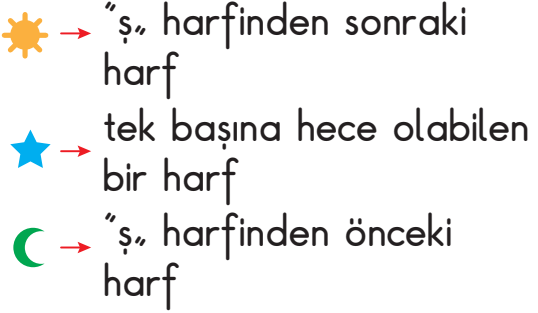 "ş" harfinden sonraki
harf
tek başına hece olabilen
bir harf
"ş" harfinden önceki
harf